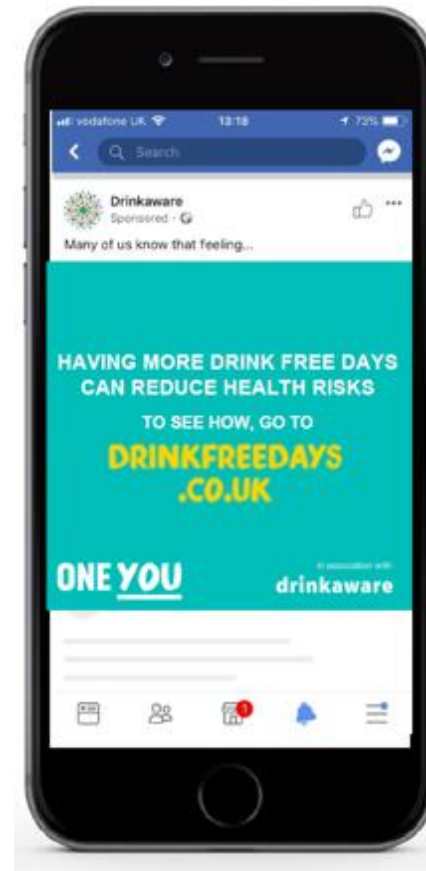 vodafone UK 13:18 73%
Search
Drinkaware
Sponsored ·
Many of us know that feeling...
HAVING MORE DRINK FREE DAYS
CAN REDUCE HEALTH RISKS
TO SEE HOW, GO TO
DRINKFREEDAYS
.CO.UK
in association with
ONE YOU drinkaware
1